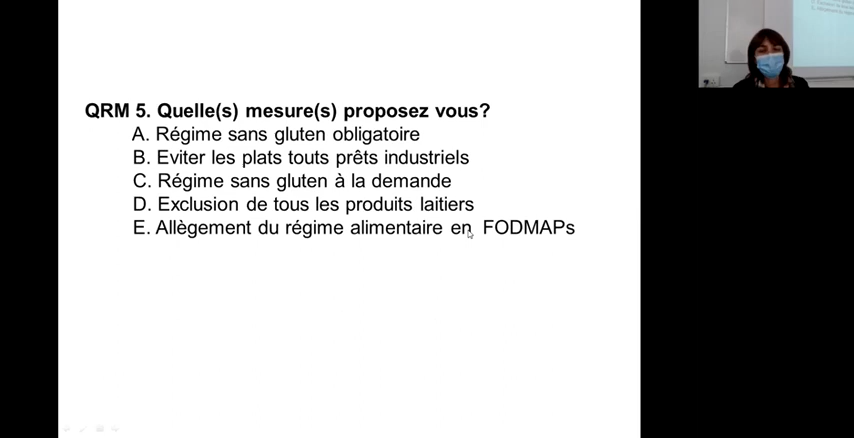 QRM 5. Quelle(s) mesure(s) proposez vous?
A. Régime sans gluten obligatoire
B. Eviter les plats touts prêts industriels
C. Régime sans gluten à la demande
D. Exclusion de tous les produits laitiers
E. Allègement du régime alimentaire en FODMAPs